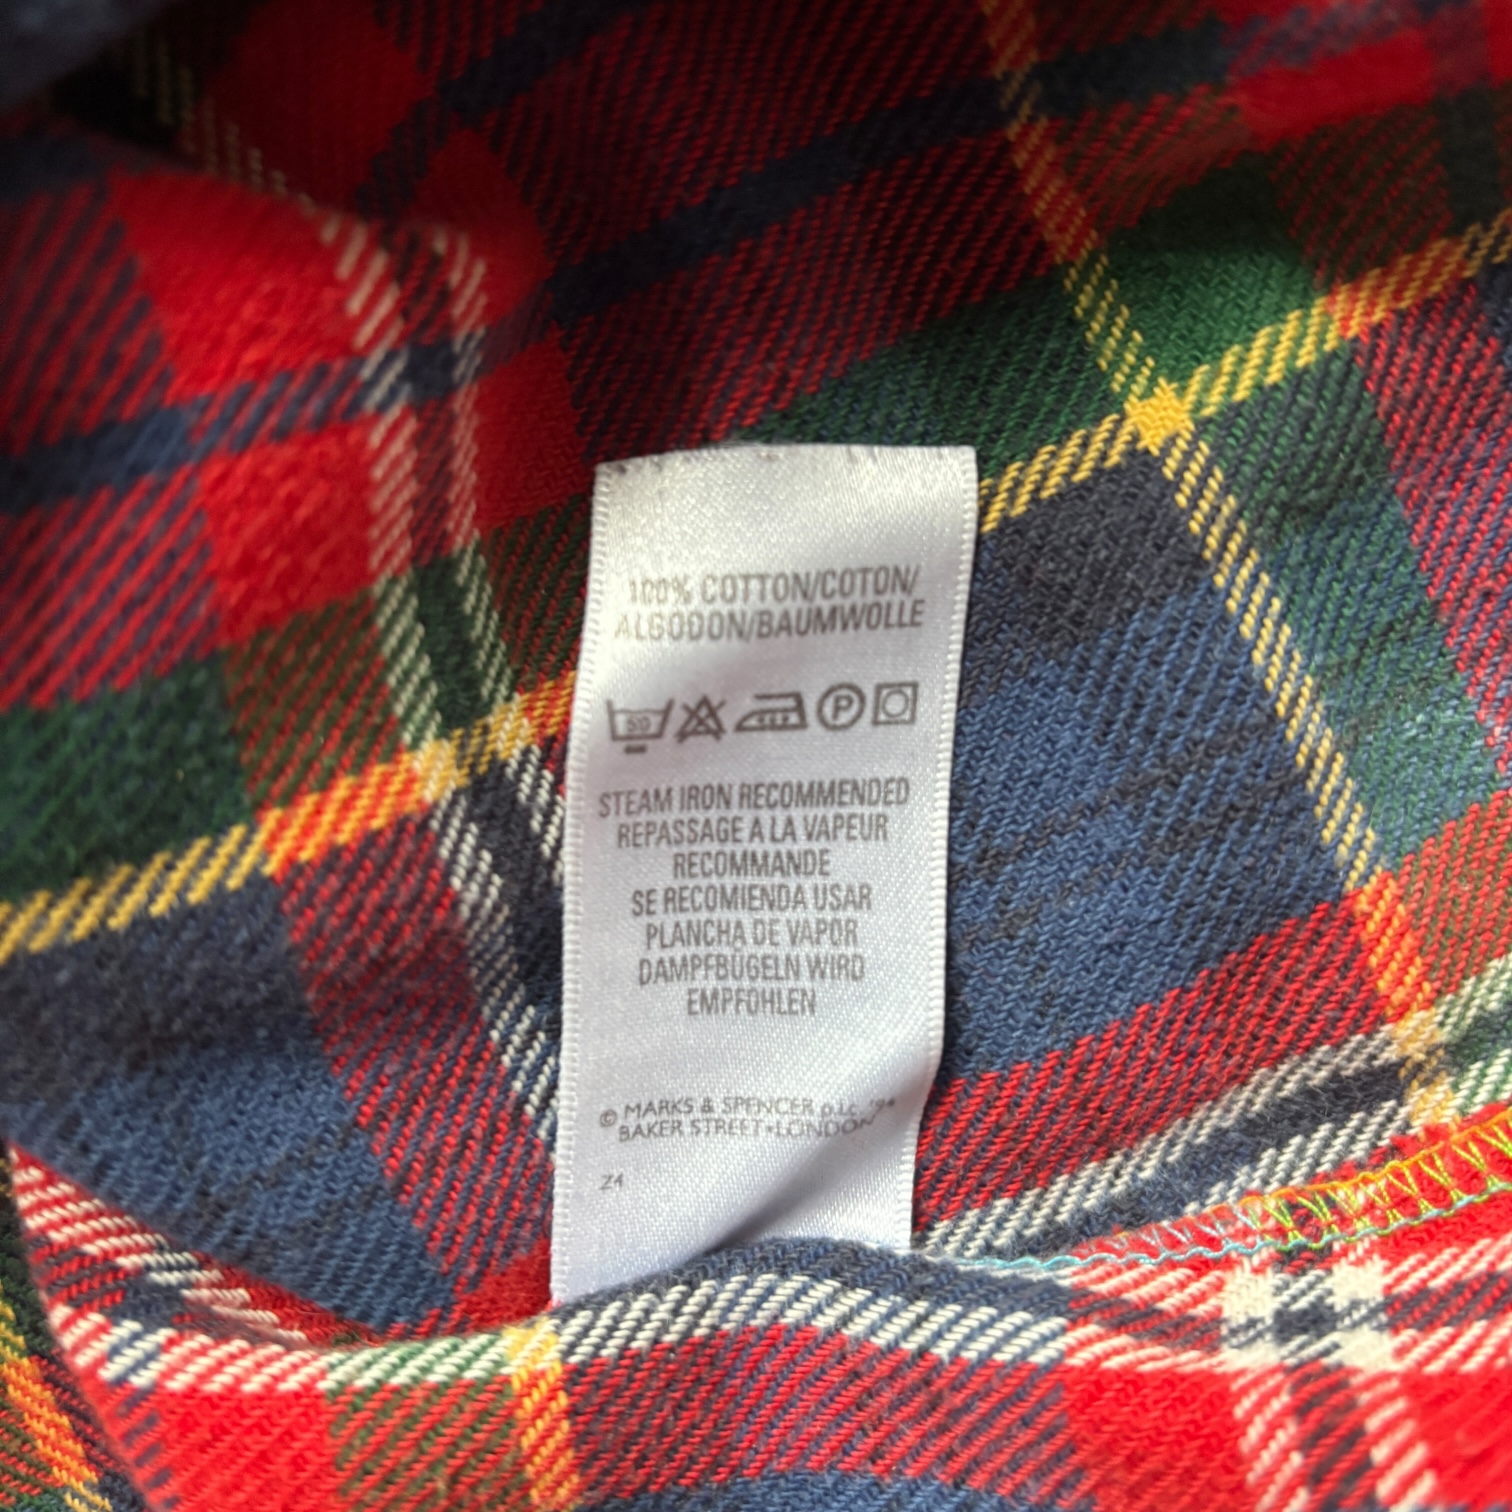 100% COTTON/COTON/
ALGODON/BAUMWOLLE
50
P
STEAM IRON RECOMMENDED
REPASSAGE A LA VAPEUR
RECOMMANDE
SE RECOMIENDA USAR
PLANCHA DE VAPOR
DAMPFBÜGELN WIRD
EMPFOHLEN
© MARKS & SPENCER p.l.c. '94
BAKER STREET•LONDON
Z4